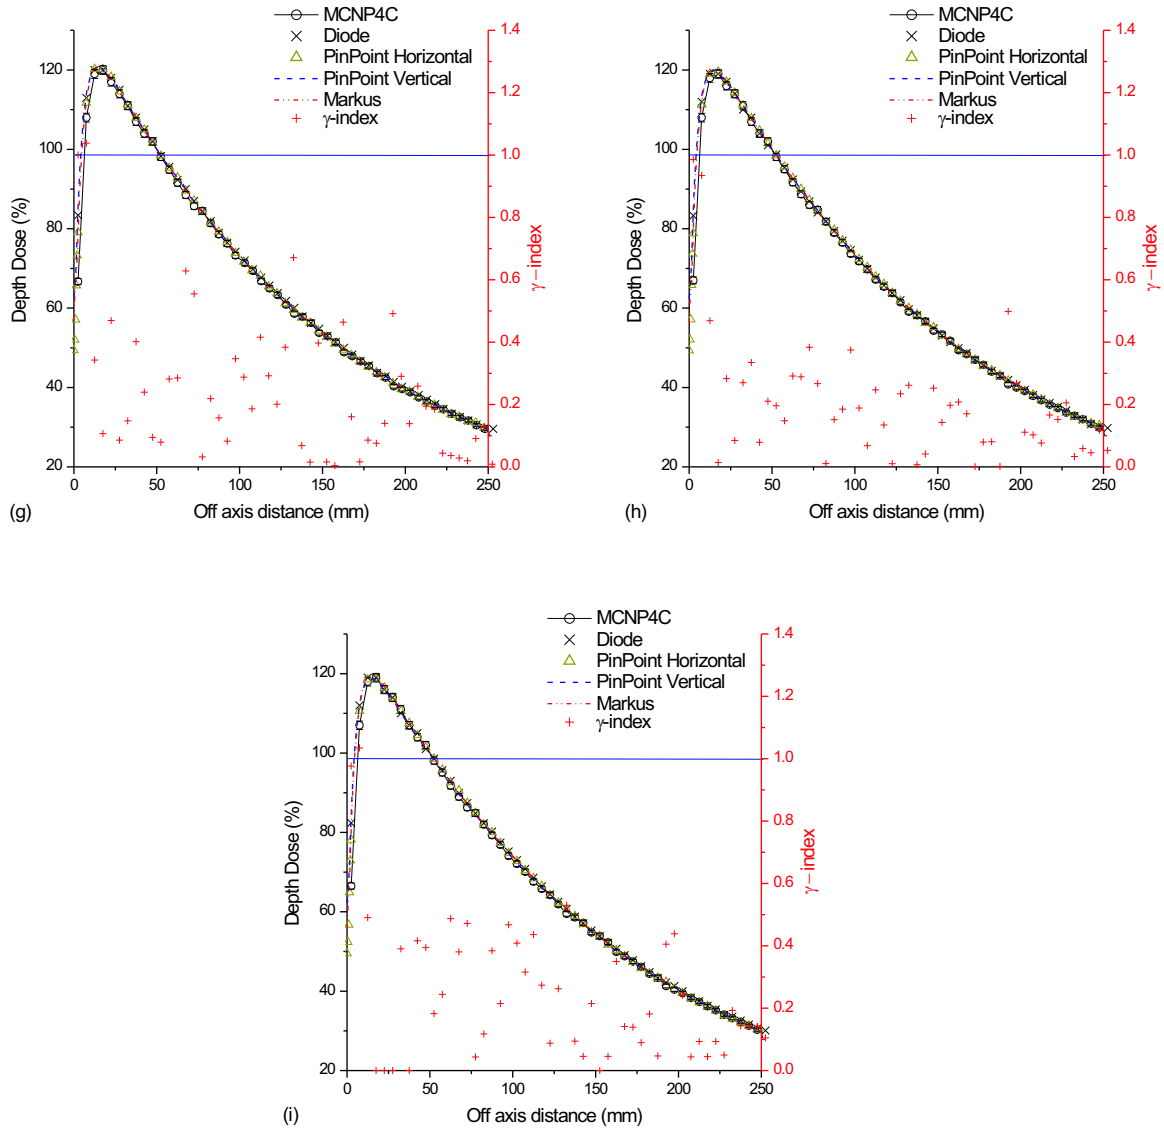 MCNP4C
Diode
PinPoint Horizontal
PinPoint Vertical
Markus
γ-index
120
100
80
60
40
20
Depth Dose (%)
1.4
1.2
1.0
0.8
0.6
0.4
0.2
0.0
γ-index
0 50 100 150 200 250
Off axis distance (mm)
(g)
MCNP4C
Diode
PinPoint Horizontal
PinPoint Vertical
Markus
γ-index
120
100
80
60
40
20
Depth Dose (%)
1.4
1.2
1.0
0.8
0.6
0.4
0.2
0.0
γ-index
0 50 100 150 200 250
Off axis distance (mm)
(h)
MCNP4C
Diode
PinPoint Horizontal
PinPoint Vertical
Markus
γ-index
120
100
80
60
40
20
Depth Dose (%)
1.4
1.2
1.0
0.8
0.6
0.4
0.2
0.0
γ-index
0 50 100 150 200 250
Off axis distance (mm)
(i)